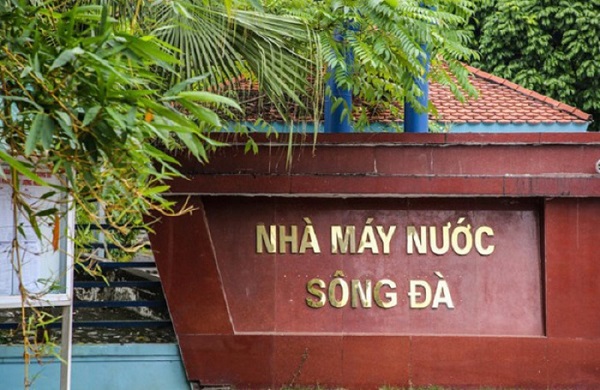 NHÀ MÁY NƯỚC
SÔNG ĐÀ